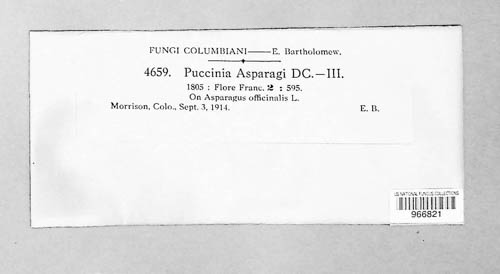 FUNGI COLUMBIANI——E. Bartholomew.
4659. Puccinia Asparagi DC.—III.
1805 : Flore Franc. 2 : 595.
On Asparagus officinalis L.
Morrison, Colo., Sept. 3, 1914. E. B.
US NATIONAL FUNGUS COLLECTIONS
966821